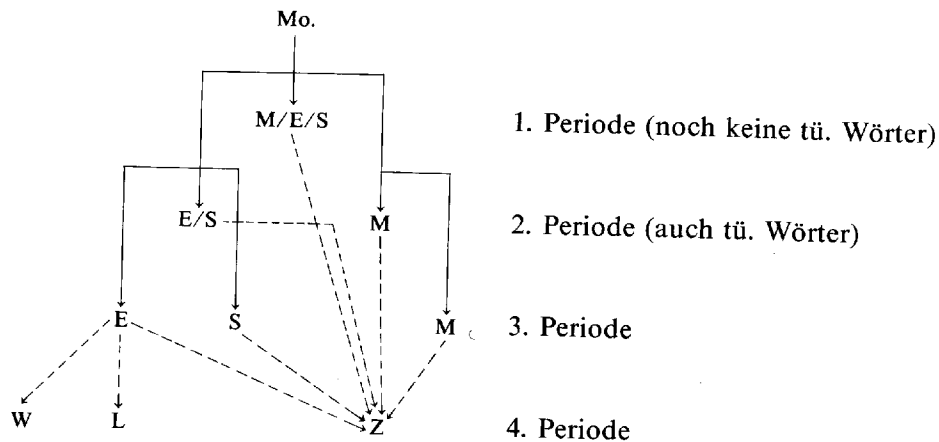 Mo.
M/E/S
1. Periode (noch keine tü. Wörter)
E/S M
2. Periode (auch tü. Wörter)
E S M
3. Periode
W L Z
4. Periode